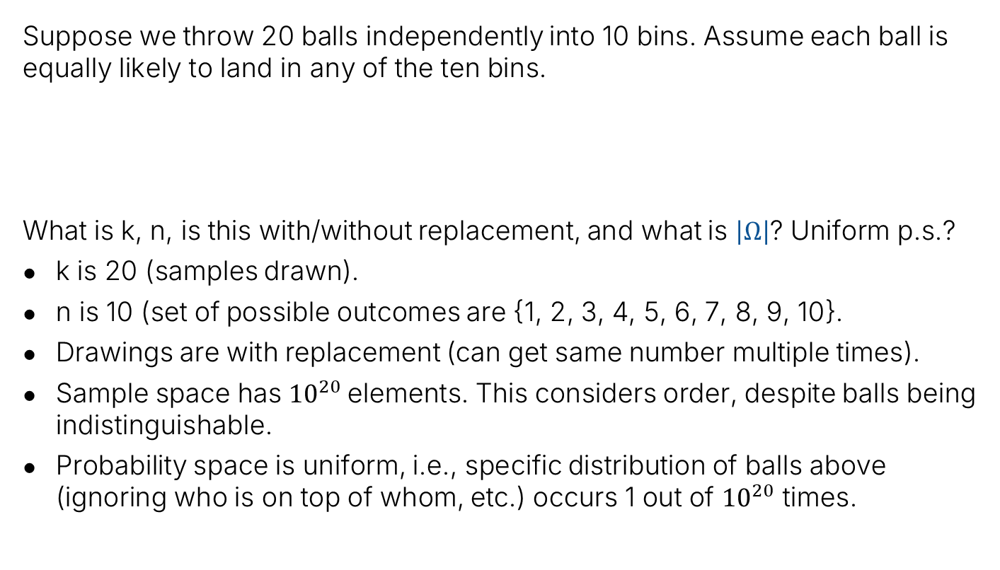 Suppose we throw 20 balls independently into 10 bins. Assume each ball is
equally likely to land in any of the ten bins.
What is k, n, is this with/without replacement, and what is |Ω|? Uniform p.s.?
● k is 20 (samples drawn).
● n is 10 (set of possible outcomes are {1, 2, 3, 4, 5, 6, 7, 8, 9, 10}.
● Drawings are with replacement (can get same number multiple times).
● Sample space has 10²⁰ elements. This considers order, despite balls being
indistinguishable.
● Probability space is uniform, i.e., specific distribution of balls above
(ignoring who is on top of whom, etc.) occurs 1 out of 10²⁰ times.